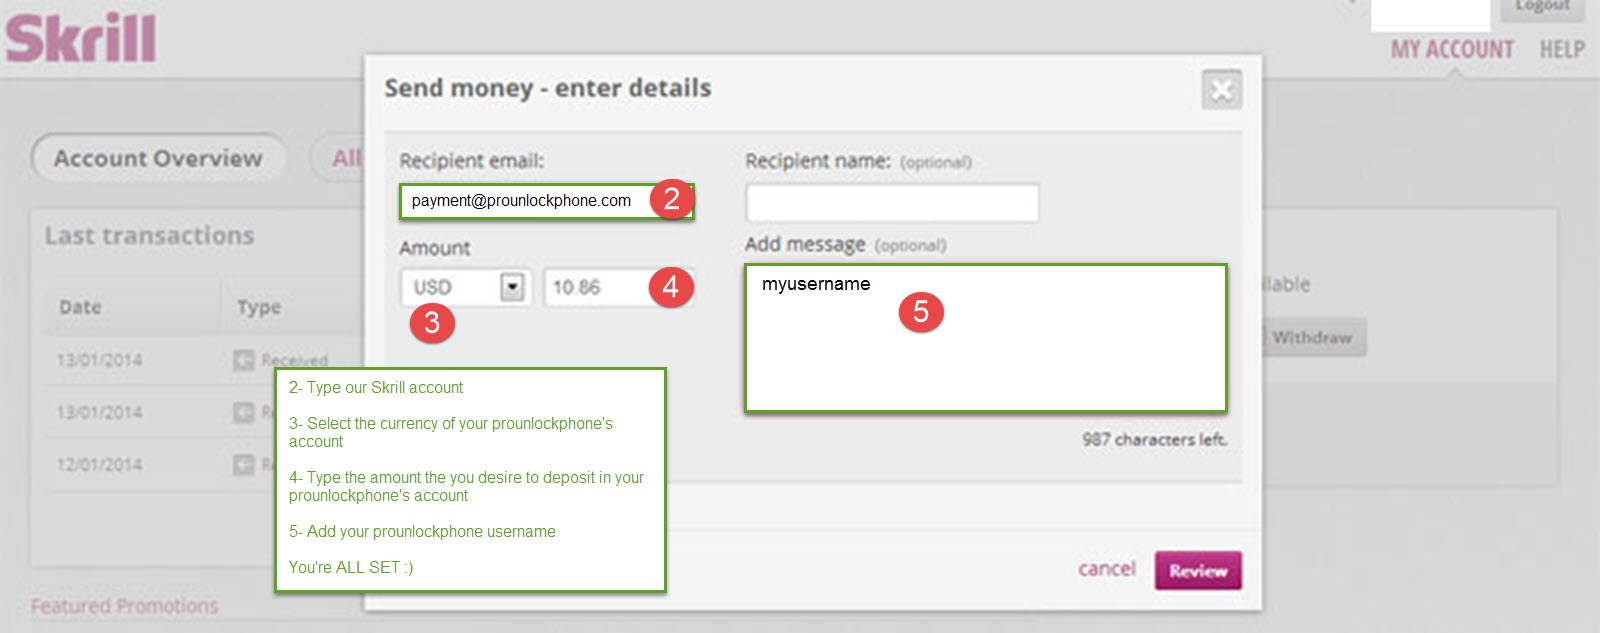 Skrill
Logout
MY ACCOUNT HELP
Send money - enter details
Account Overview
All
Recipient email:
Recipient name: (optional)
payment@prounlockphone.com
2
Amount
Add message (optional)
USD
10.86
4
3
myusername
5
Last transactions
Date
Type
13/01/2014
Received
13/01/2014
12/01/2014
Withdraw
987 characters left.
2- Type our Skrill account
3- Select the currency of your prounlockphone's
account
4- Type the amount the you desire to deposit in your
prounlockphone's account
5- Add your prounlockphone username
You're ALL SET :)
cancel
Review
Featured Promotions